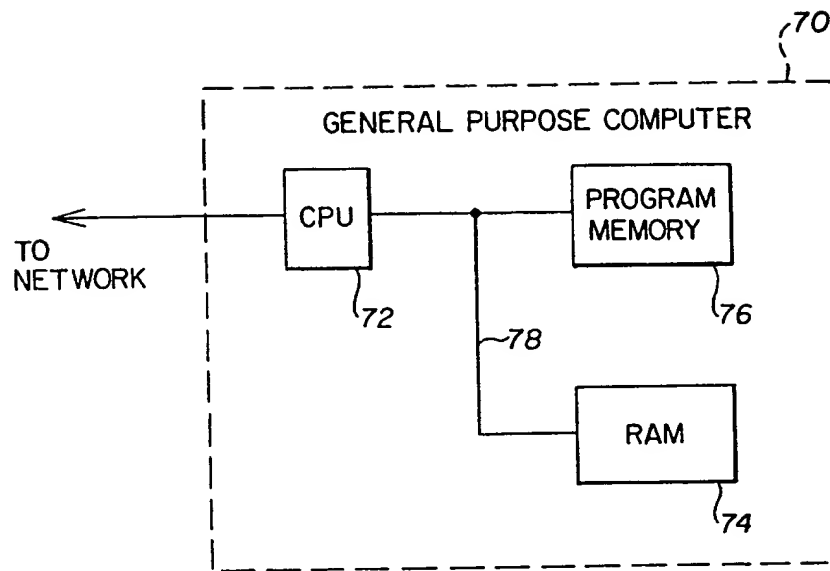 70
GENERAL PURPOSE COMPUTER
CPU
PROGRAM
MEMORY
TO
NETWORK
72
76
78
RAM
74